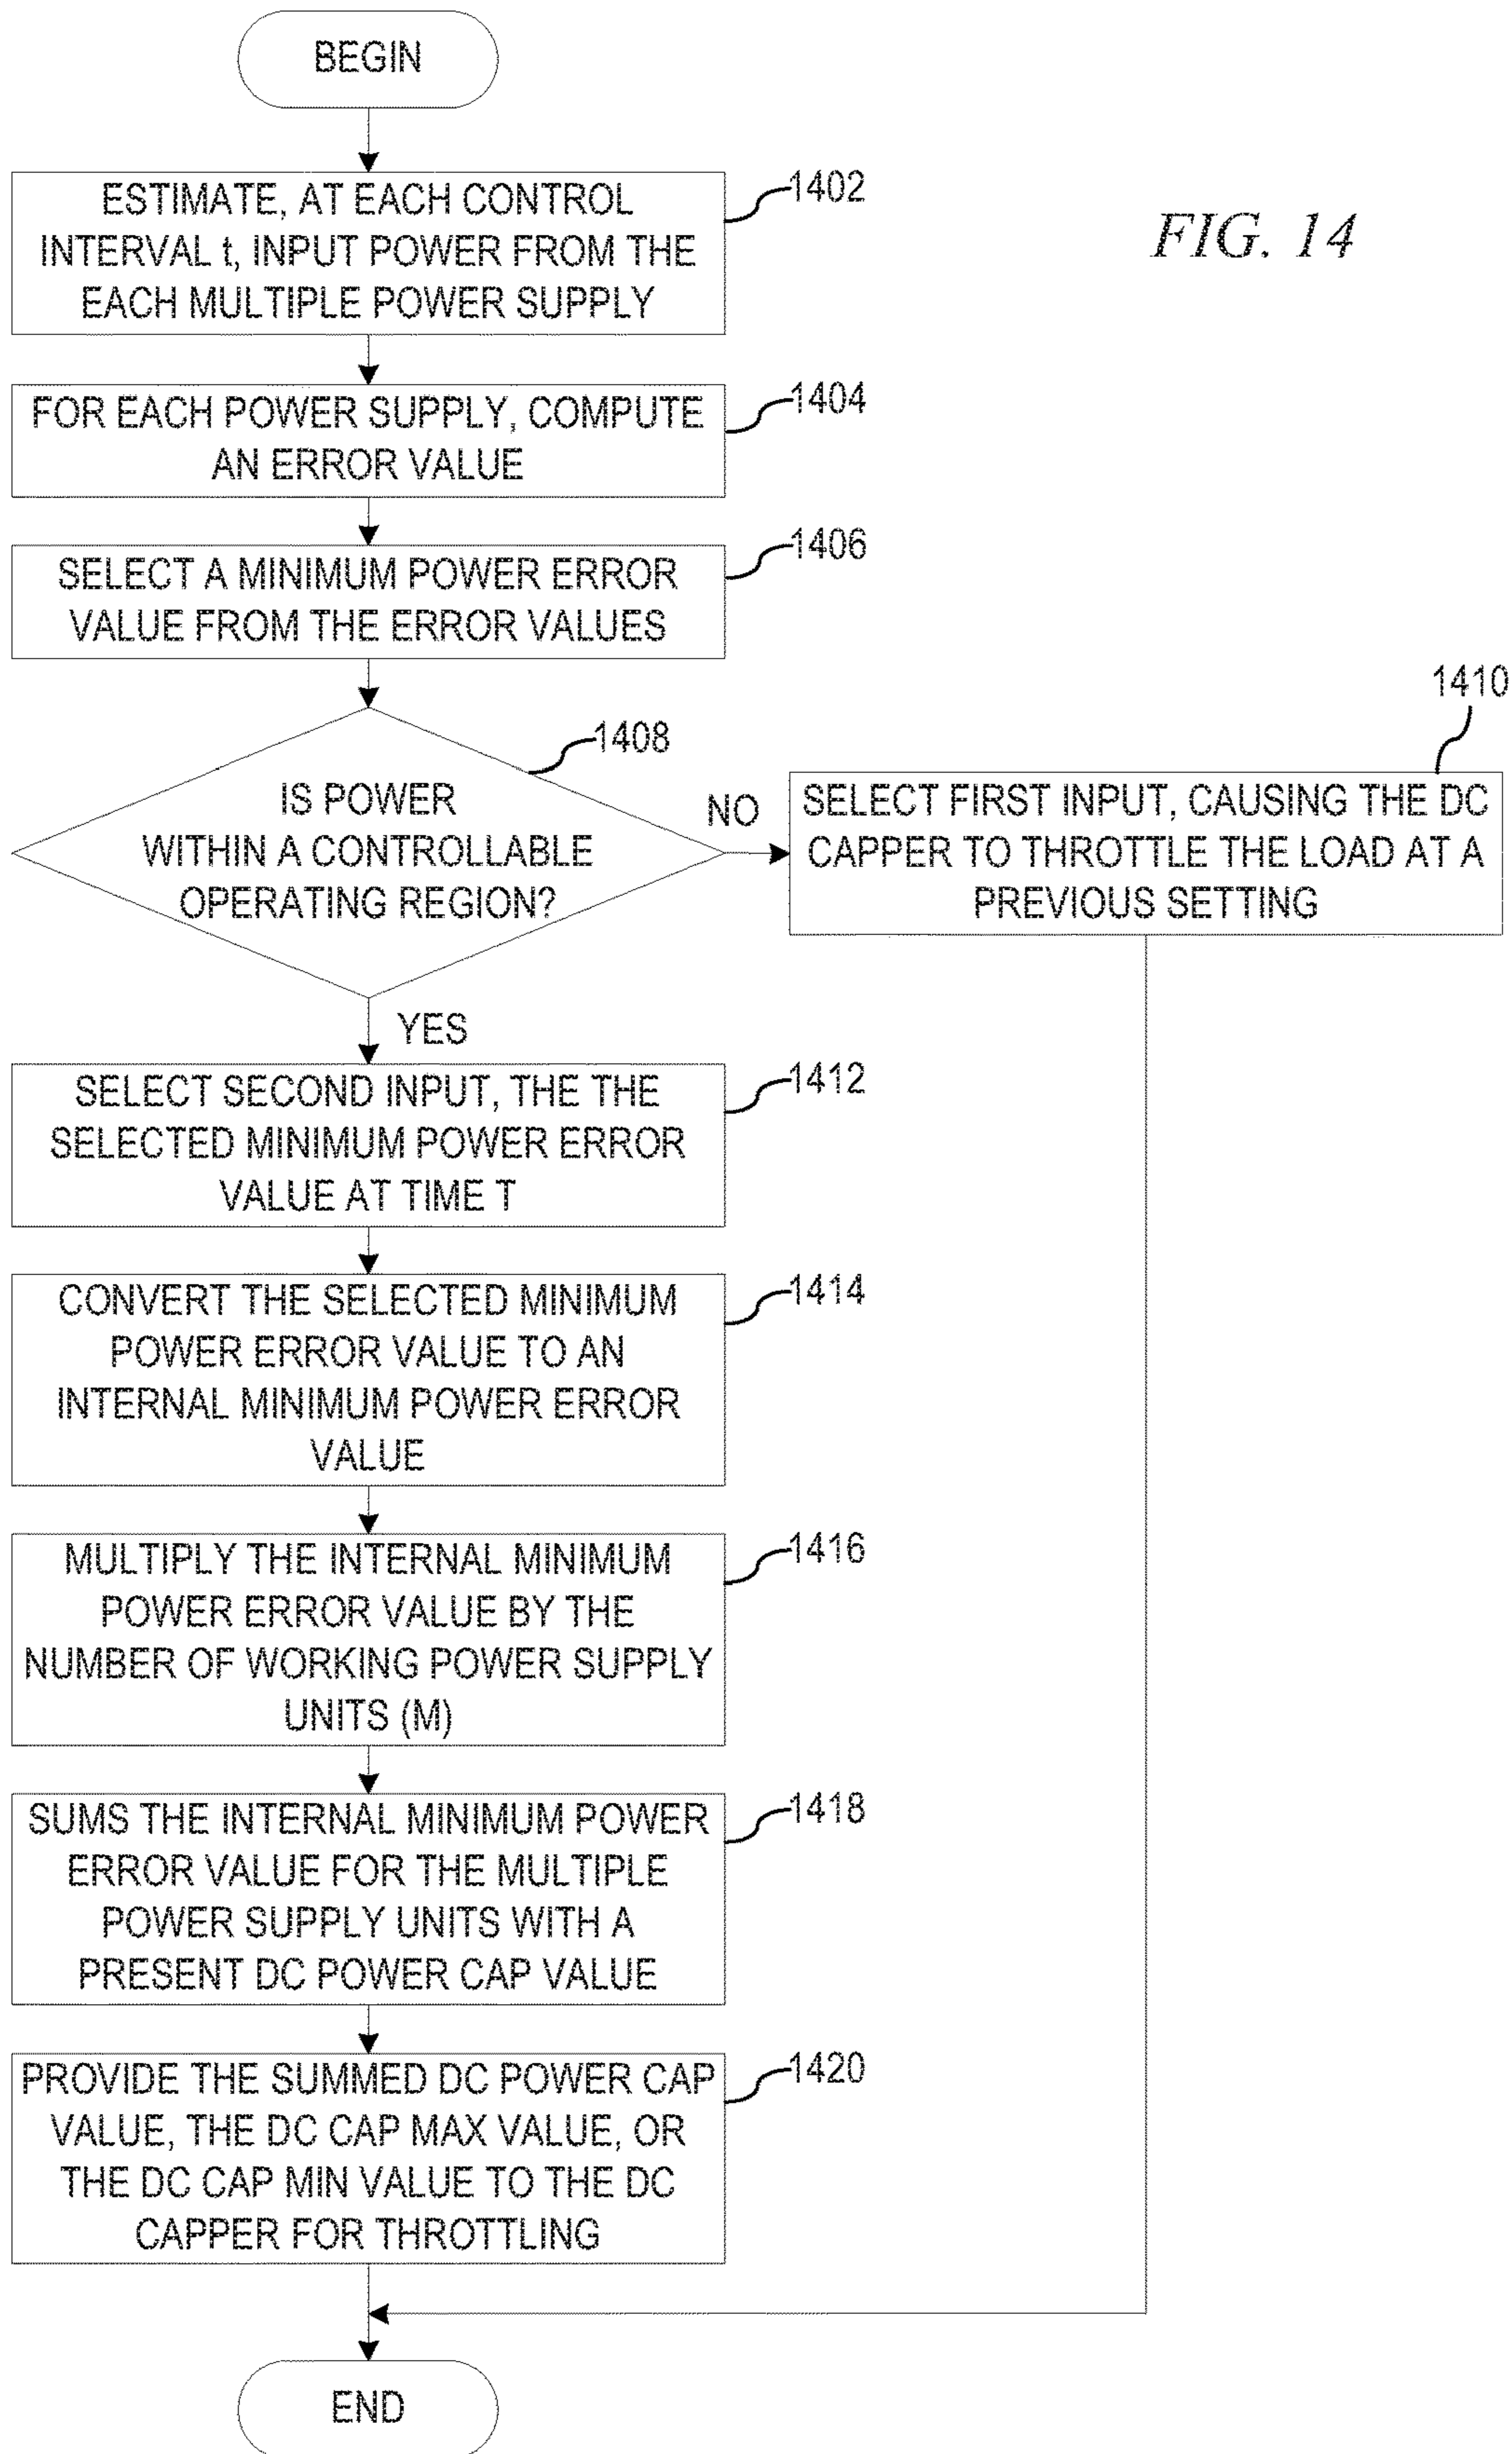 BEGIN
ESTIMATE, AT EACH CONTROL
INTERVAL t, INPUT POWER FROM THE
EACH MULTIPLE POWER SUPPLY
1402
FIG. 14
FOR EACH POWER SUPPLY, COMPUTE
AN ERROR VALUE
1404
SELECT A MINIMUM POWER ERROR
VALUE FROM THE ERROR VALUES
1406
IS POWER
WITHIN A CONTROLLABLE
OPERATING REGION?
1408
NO
1410
SELECT FIRST INPUT, CAUSING THE DC
CAPPER TO THROTTLE THE LOAD AT A
PREVIOUS SETTING
YES
SELECT SECOND INPUT, THE THE
SELECTED MINIMUM POWER ERROR
VALUE AT TIME T
1412
CONVERT THE SELECTED MINIMUM
POWER ERROR VALUE TO AN
INTERNAL MINIMUM POWER ERROR
VALUE
1414
MULTIPLY THE INTERNAL MINIMUM
POWER ERROR VALUE BY THE
NUMBER OF WORKING POWER SUPPLY
UNITS (M)
1416
SUMS THE INTERNAL MINIMUM POWER
ERROR VALUE FOR THE MULTIPLE
POWER SUPPLY UNITS WITH A
PRESENT DC POWER CAP VALUE
1418
PROVIDE THE SUMMED DC POWER CAP
VALUE, THE DC CAP MAX VALUE, OR
THE DC CAP MIN VALUE TO THE DC
CAPPER FOR THROTTLING
1420
END